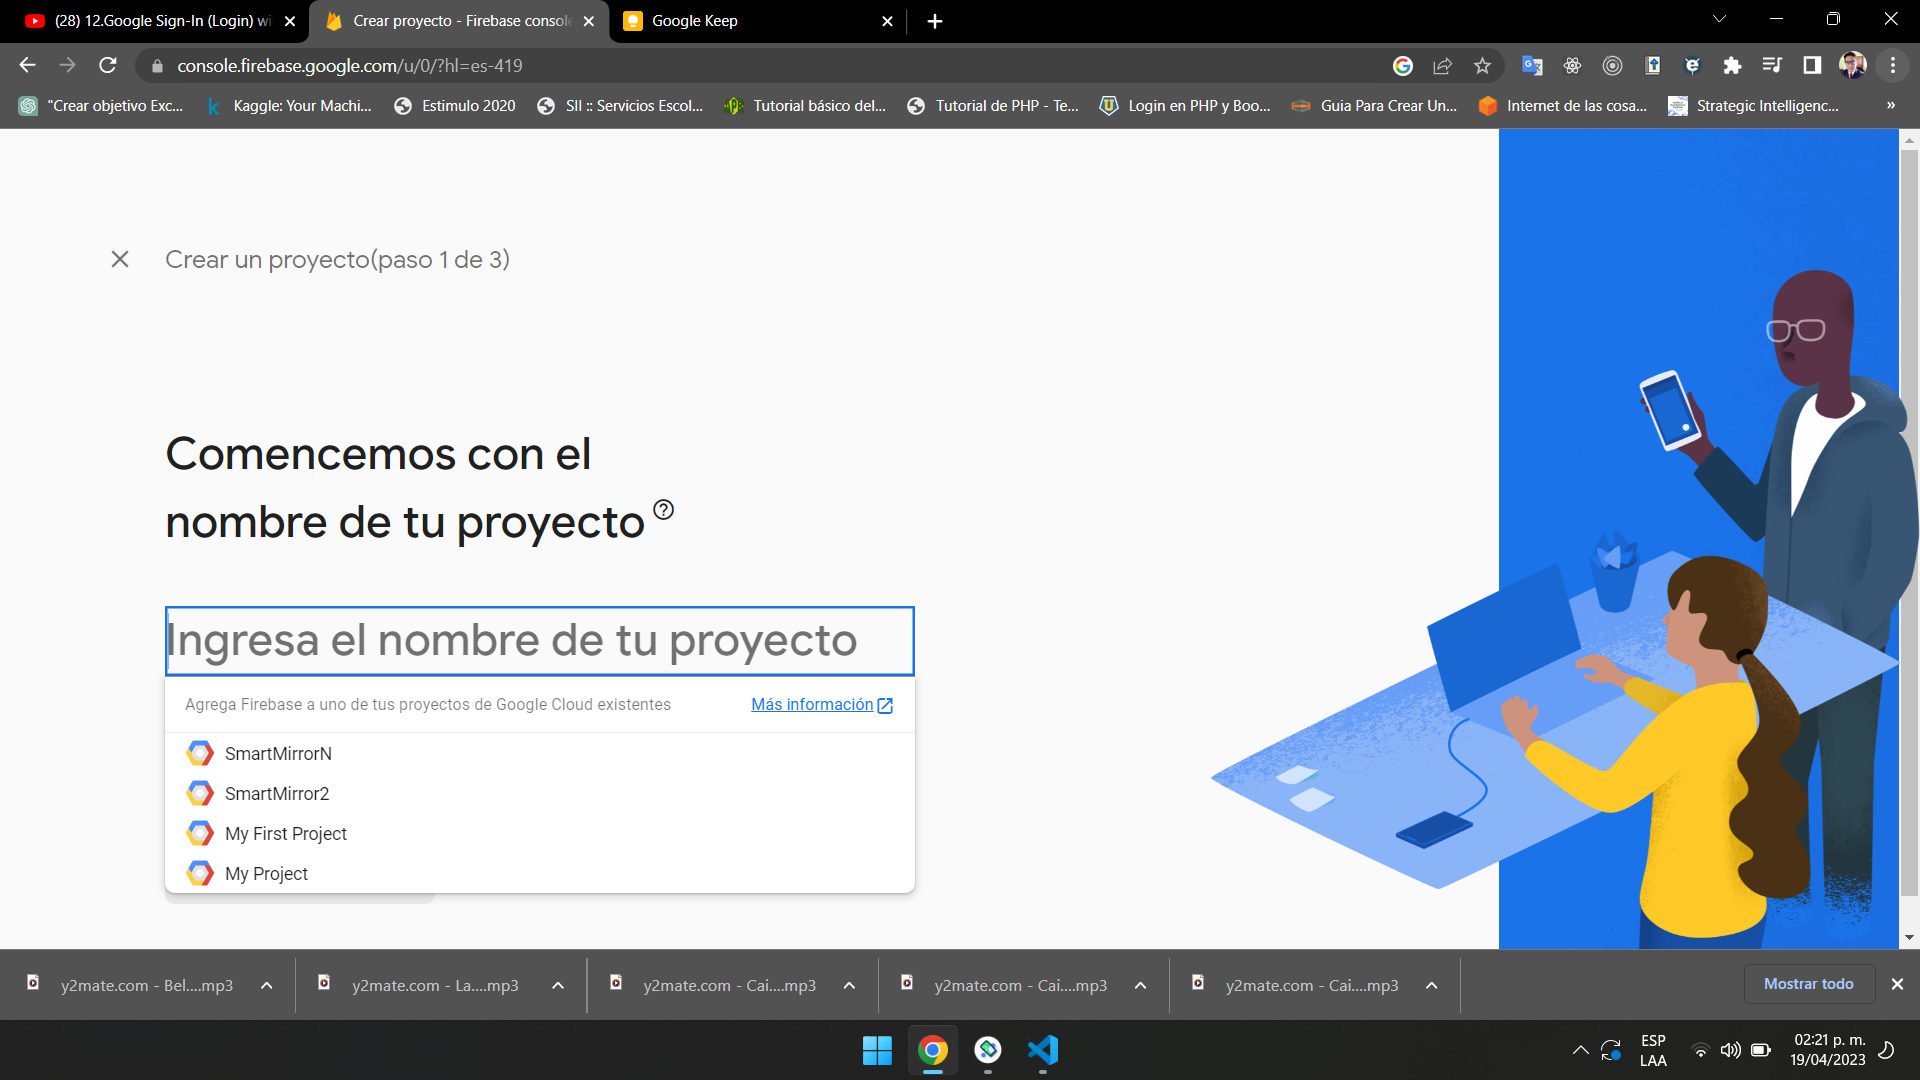 (28) 12.Google Sign-In (Login) wi
Crear proyecto - Firebase console
Google Keep
console.firebase.google.com/u/0/?hl=es-419
"Crear objetivo Exc...
Kaggle: Your Machi...
Estimulo 2020
SII :: Servicios Escol...
Tutorial básico del...
Tutorial de PHP - Te...
Login en PHP y Boo...
Guia Para Crear Un...
Internet de las cosa...
Strategic Intelligenc...
»
Crear un proyecto(paso 1 de 3)
Comencemos con el
nombre de tu proyecto
Ingresa el nombre de tu proyecto
Agrega Firebase a uno de tus proyectos de Google Cloud existentes
Más información
SmartMirrorN
SmartMirror2
My First Project
My Project
y2mate.com - Bel....mp3
y2mate.com - La....mp3
y2mate.com - Cai....mp3
y2mate.com - Cai....mp3
y2mate.com - Cai....mp3
Mostrar todo
ESP
LAA
02:21 p. m.
19/04/2023